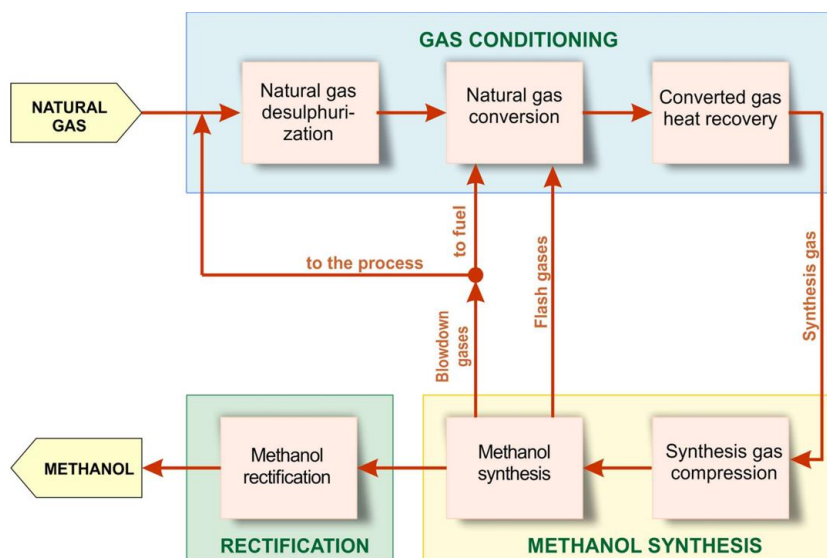 GAS CONDITIONING
NATURAL
GAS
Natural gas
desulphuri-
zation
Natural gas
conversion
Converted gas
heat recovery
to the process
to fuel
Blowdown
gases
Flash gases
Synthesis gas
METHANOL
Methanol
rectification
Methanol
synthesis
Synthesis gas
compression
RECTIFICATION
METHANOL SYNTHESIS